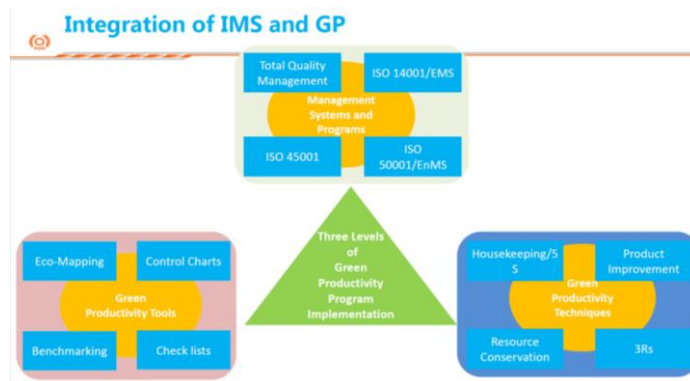 Integration of IMS and GP
Total Quality
Management
ISO 14001/EMS
Management
Systems and
Programs
ISO 45001
ISO
50001/EnMS
Three Levels
of
Green
Productivity
Program
Implementation
Eco-Mapping
Control Charts
Green
Productivity Tools
Benchmarking
Check lists
Housekeeping/5
S
Product
Improvement
Green
Productivity
Techniques
Resource
Conservation
3Rs